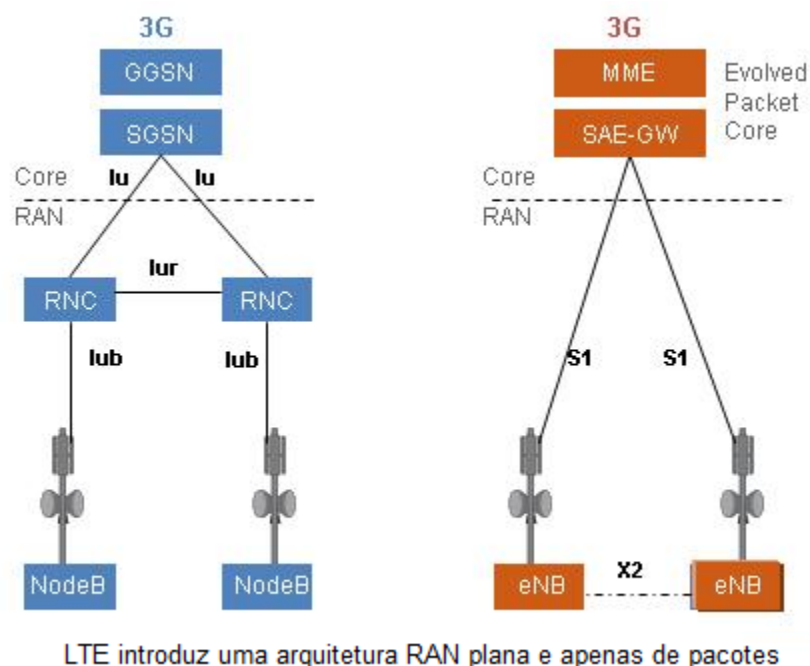 3G
GGSN
SGSN
Core
Iu
Iu
RAN
Iur
RNC
RNC
Iub
Iub
NodeB
NodeB
3G
MME
Evolved
Packet
Core
SAE-GW
Core
RAN
S1
S1
X2
eNB
eNB
LTE introduz uma arquitetura RAN plana e apenas de pacotes